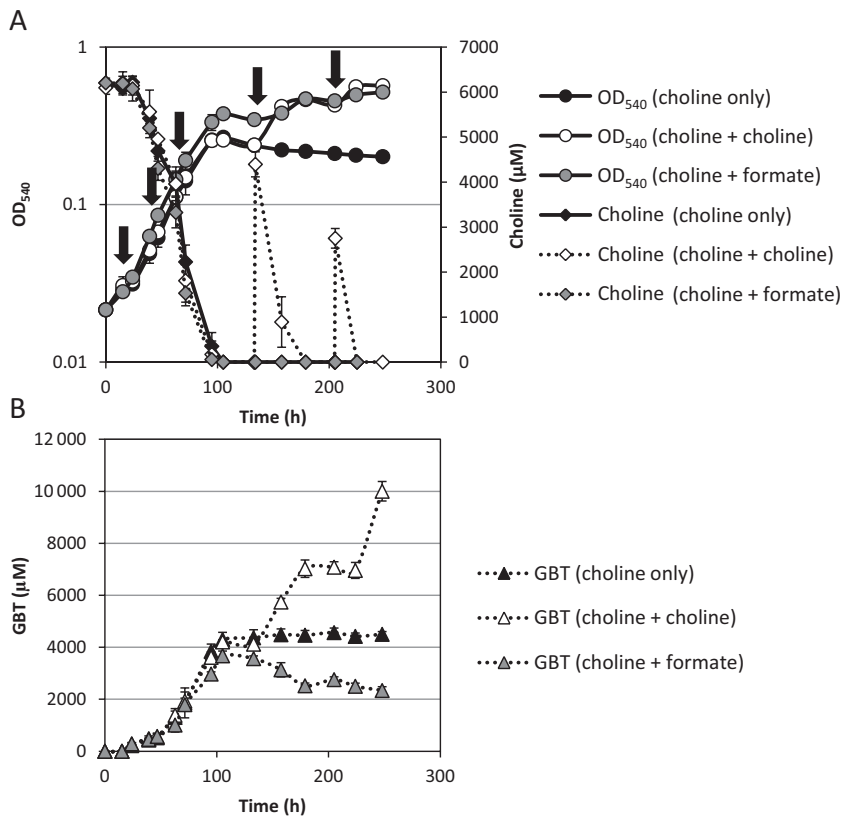 A
1
0.1
0.01
OD540
7000
6000
5000
4000
3000
2000
1000
0
Choline (μM)
0 100 200 300
Time (h)
OD540 (choline only)
OD540 (choline + choline)
OD540 (choline + formate)
Choline (choline only)
Choline (choline + choline)
Choline (choline + formate)
B
12 000
10 000
8000
6000
4000
2000
0
GBT (μM)
0 100 200 300
Time (h)
GBT (choline only)
GBT (choline + choline)
GBT (choline + formate)